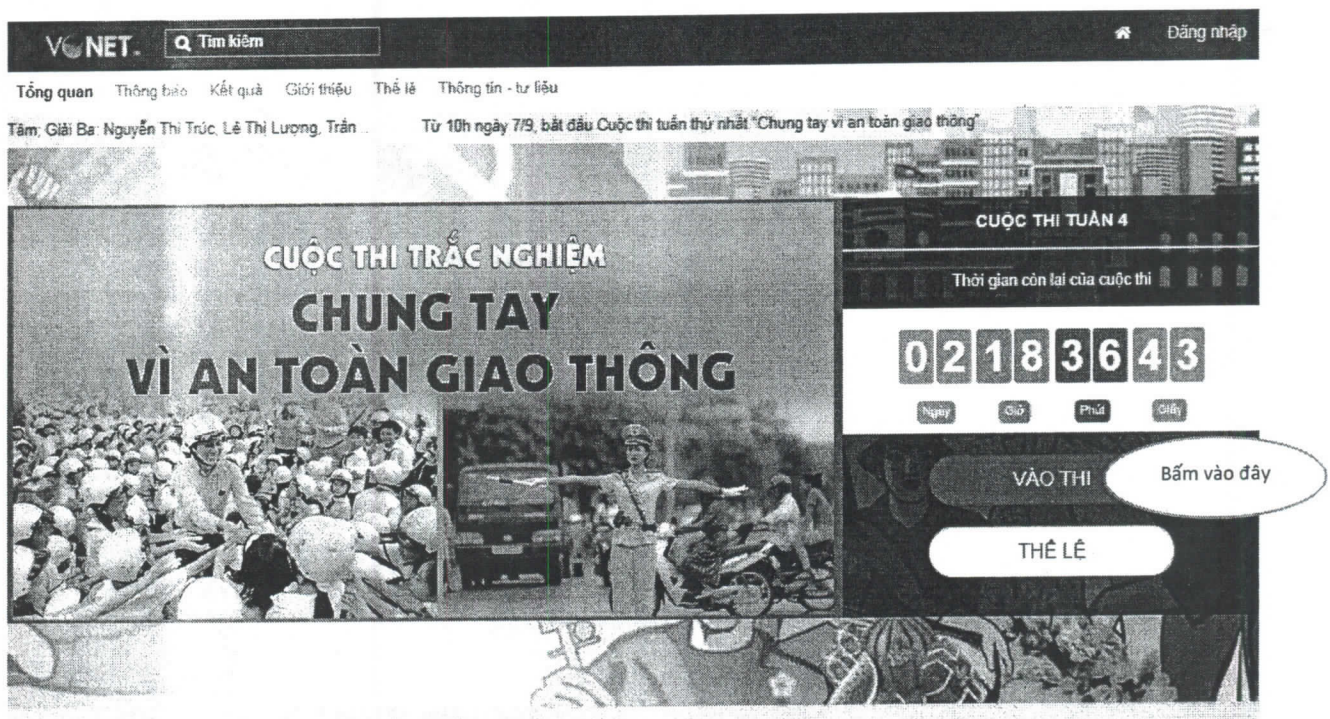 VCNET
Tìm kiếm
Đăng nhập
Tổng quan Thông báo Kết quả Giới thiệu Thể lệ Thông tin - tư liệu
Tâm; Giải Ba: Nguyễn Thị Trúc, Lê Thị Lượng, Trần ... Từ 10h ngày 7/9, bắt đầu Cuộc thi tuần thứ nhất "Chung tay vì an toàn giao thông"
CUỘC THI TRẮC NGHIỆM
CHUNG TAY
VÌ AN TOÀN GIAO THÔNG
CUỘC THI TUẦN 4
Thời gian còn lại của cuộc thi
02 18 36 43
Ngày Giờ Phút Giây
VÀO THI
Bấm vào đây
THỂ LỆ